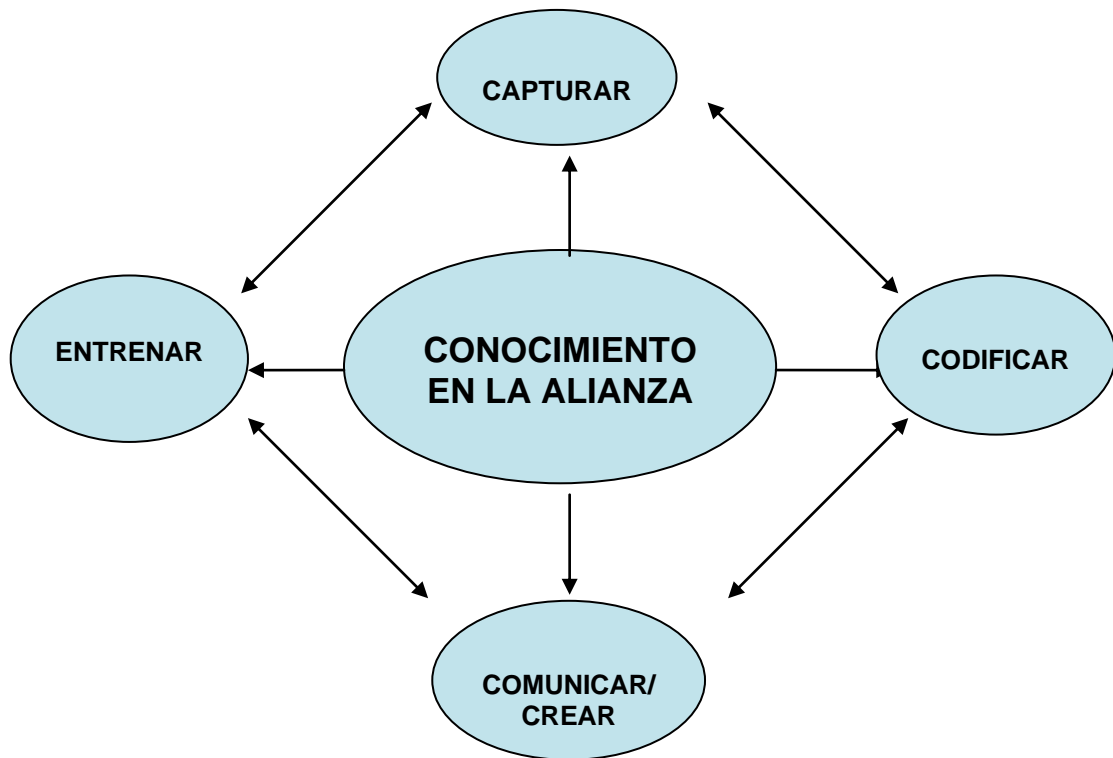 CAPTURAR
ENTRENAR
CONOCIMIENTO
EN LA ALIANZA
CODIFICAR
COMUNICAR/
CREAR